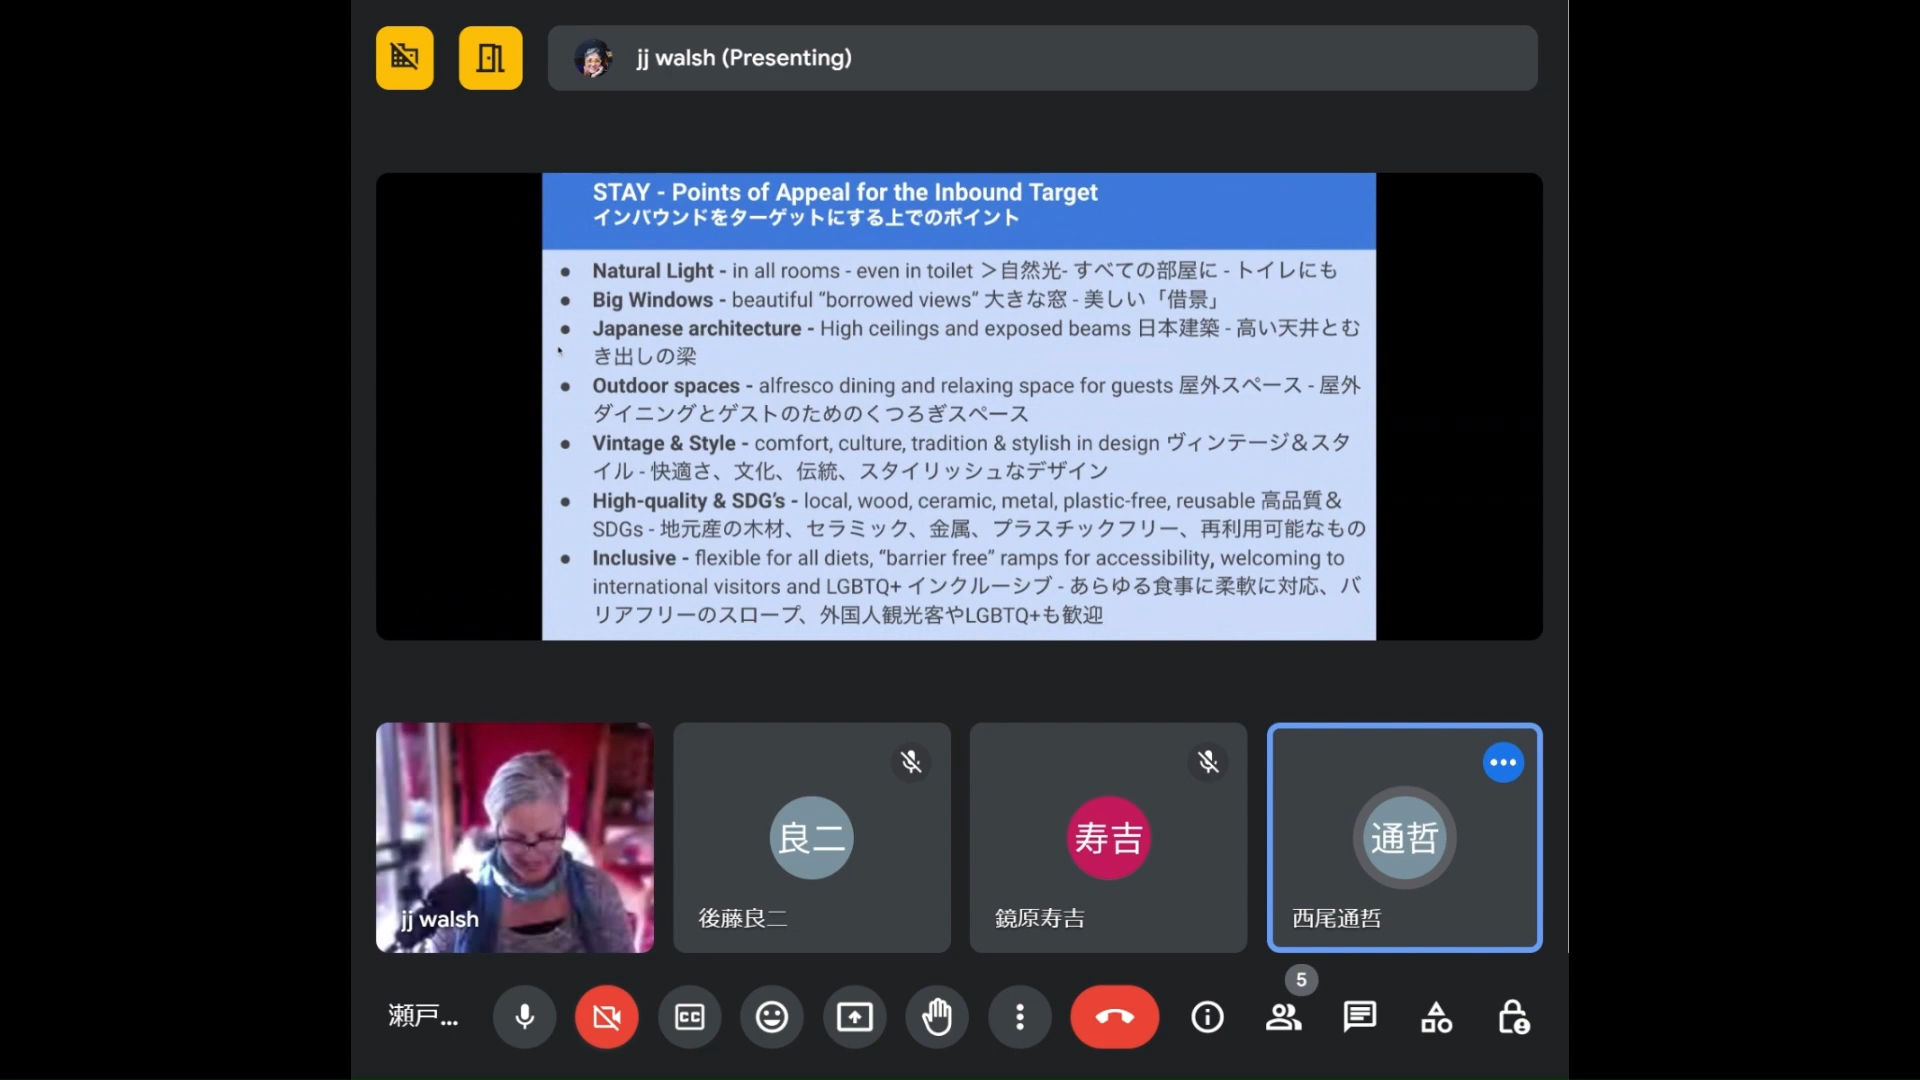 jj walsh (Presenting)
STAY - Points of Appeal for the Inbound Target
インバウンドをターゲットにする上でのポイント
● Natural Light - in all rooms - even in toilet ＞自然光- すべての部屋に - トイレにも
● Big Windows - beautiful “borrowed views” 大きな窓 - 美しい「借景」
● Japanese architecture - High ceilings and exposed beams 日本建築 - 高い天井とむ
き出しの梁
● Outdoor spaces - alfresco dining and relaxing space for guests 屋外スペース - 屋外
ダイニングとゲストのためのくつろぎスペース
● Vintage & Style - comfort, culture, tradition & stylish in design ヴィンテージ＆スタ
イル - 快適さ、文化、伝統、スタイリッシュなデザイン
● High-quality & SDG’s - local, wood, ceramic, metal, plastic-free, reusable 高品質＆
SDGs - 地元産の木材、セラミック、金属、プラスチックフリー、再利用可能なもの
● Inclusive - flexible for all diets, “barrier free” ramps for accessibility, welcoming to
international visitors and LGBTQ+ インクルーシブ - あらゆる食事に柔軟に対応、バ
リアフリーのスロープ、外国人観光客やLGBTQ+も歓迎
良二
寿吉
通哲
jj walsh
後藤良二
鏡原寿吉
西尾通哲
5
瀬戸...
CC